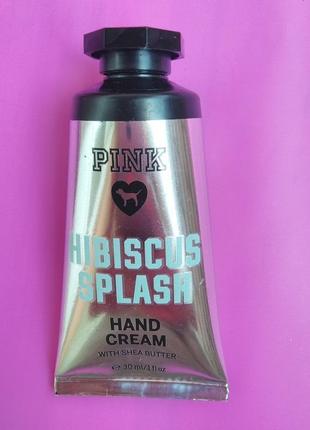 PINK
HIBISCUS
SPLASH
HAND
CREAM
WITH SHEA BUTTER
℮ 30 ml/1 fl oz